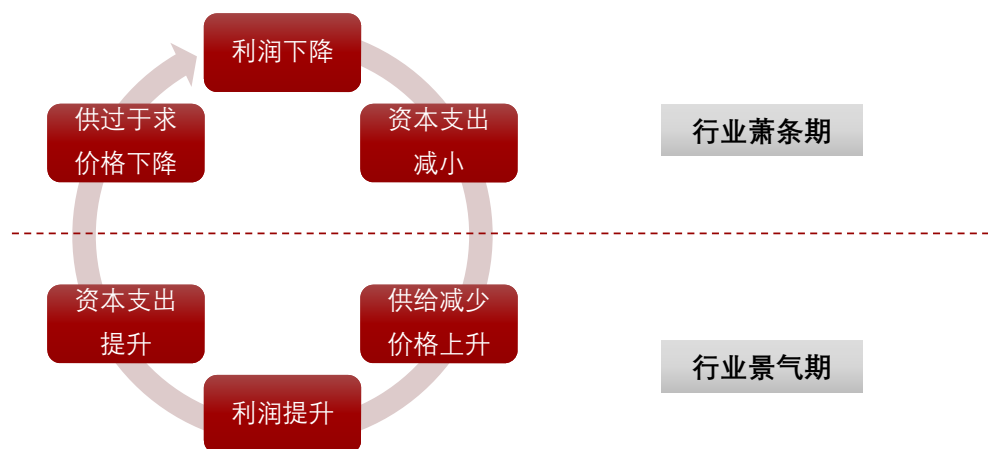 利润下降
供过于求
价格下降
资本支出
减小
行业萧条期
资本支出
提升
供给减少
价格上升
行业景气期
利润提升